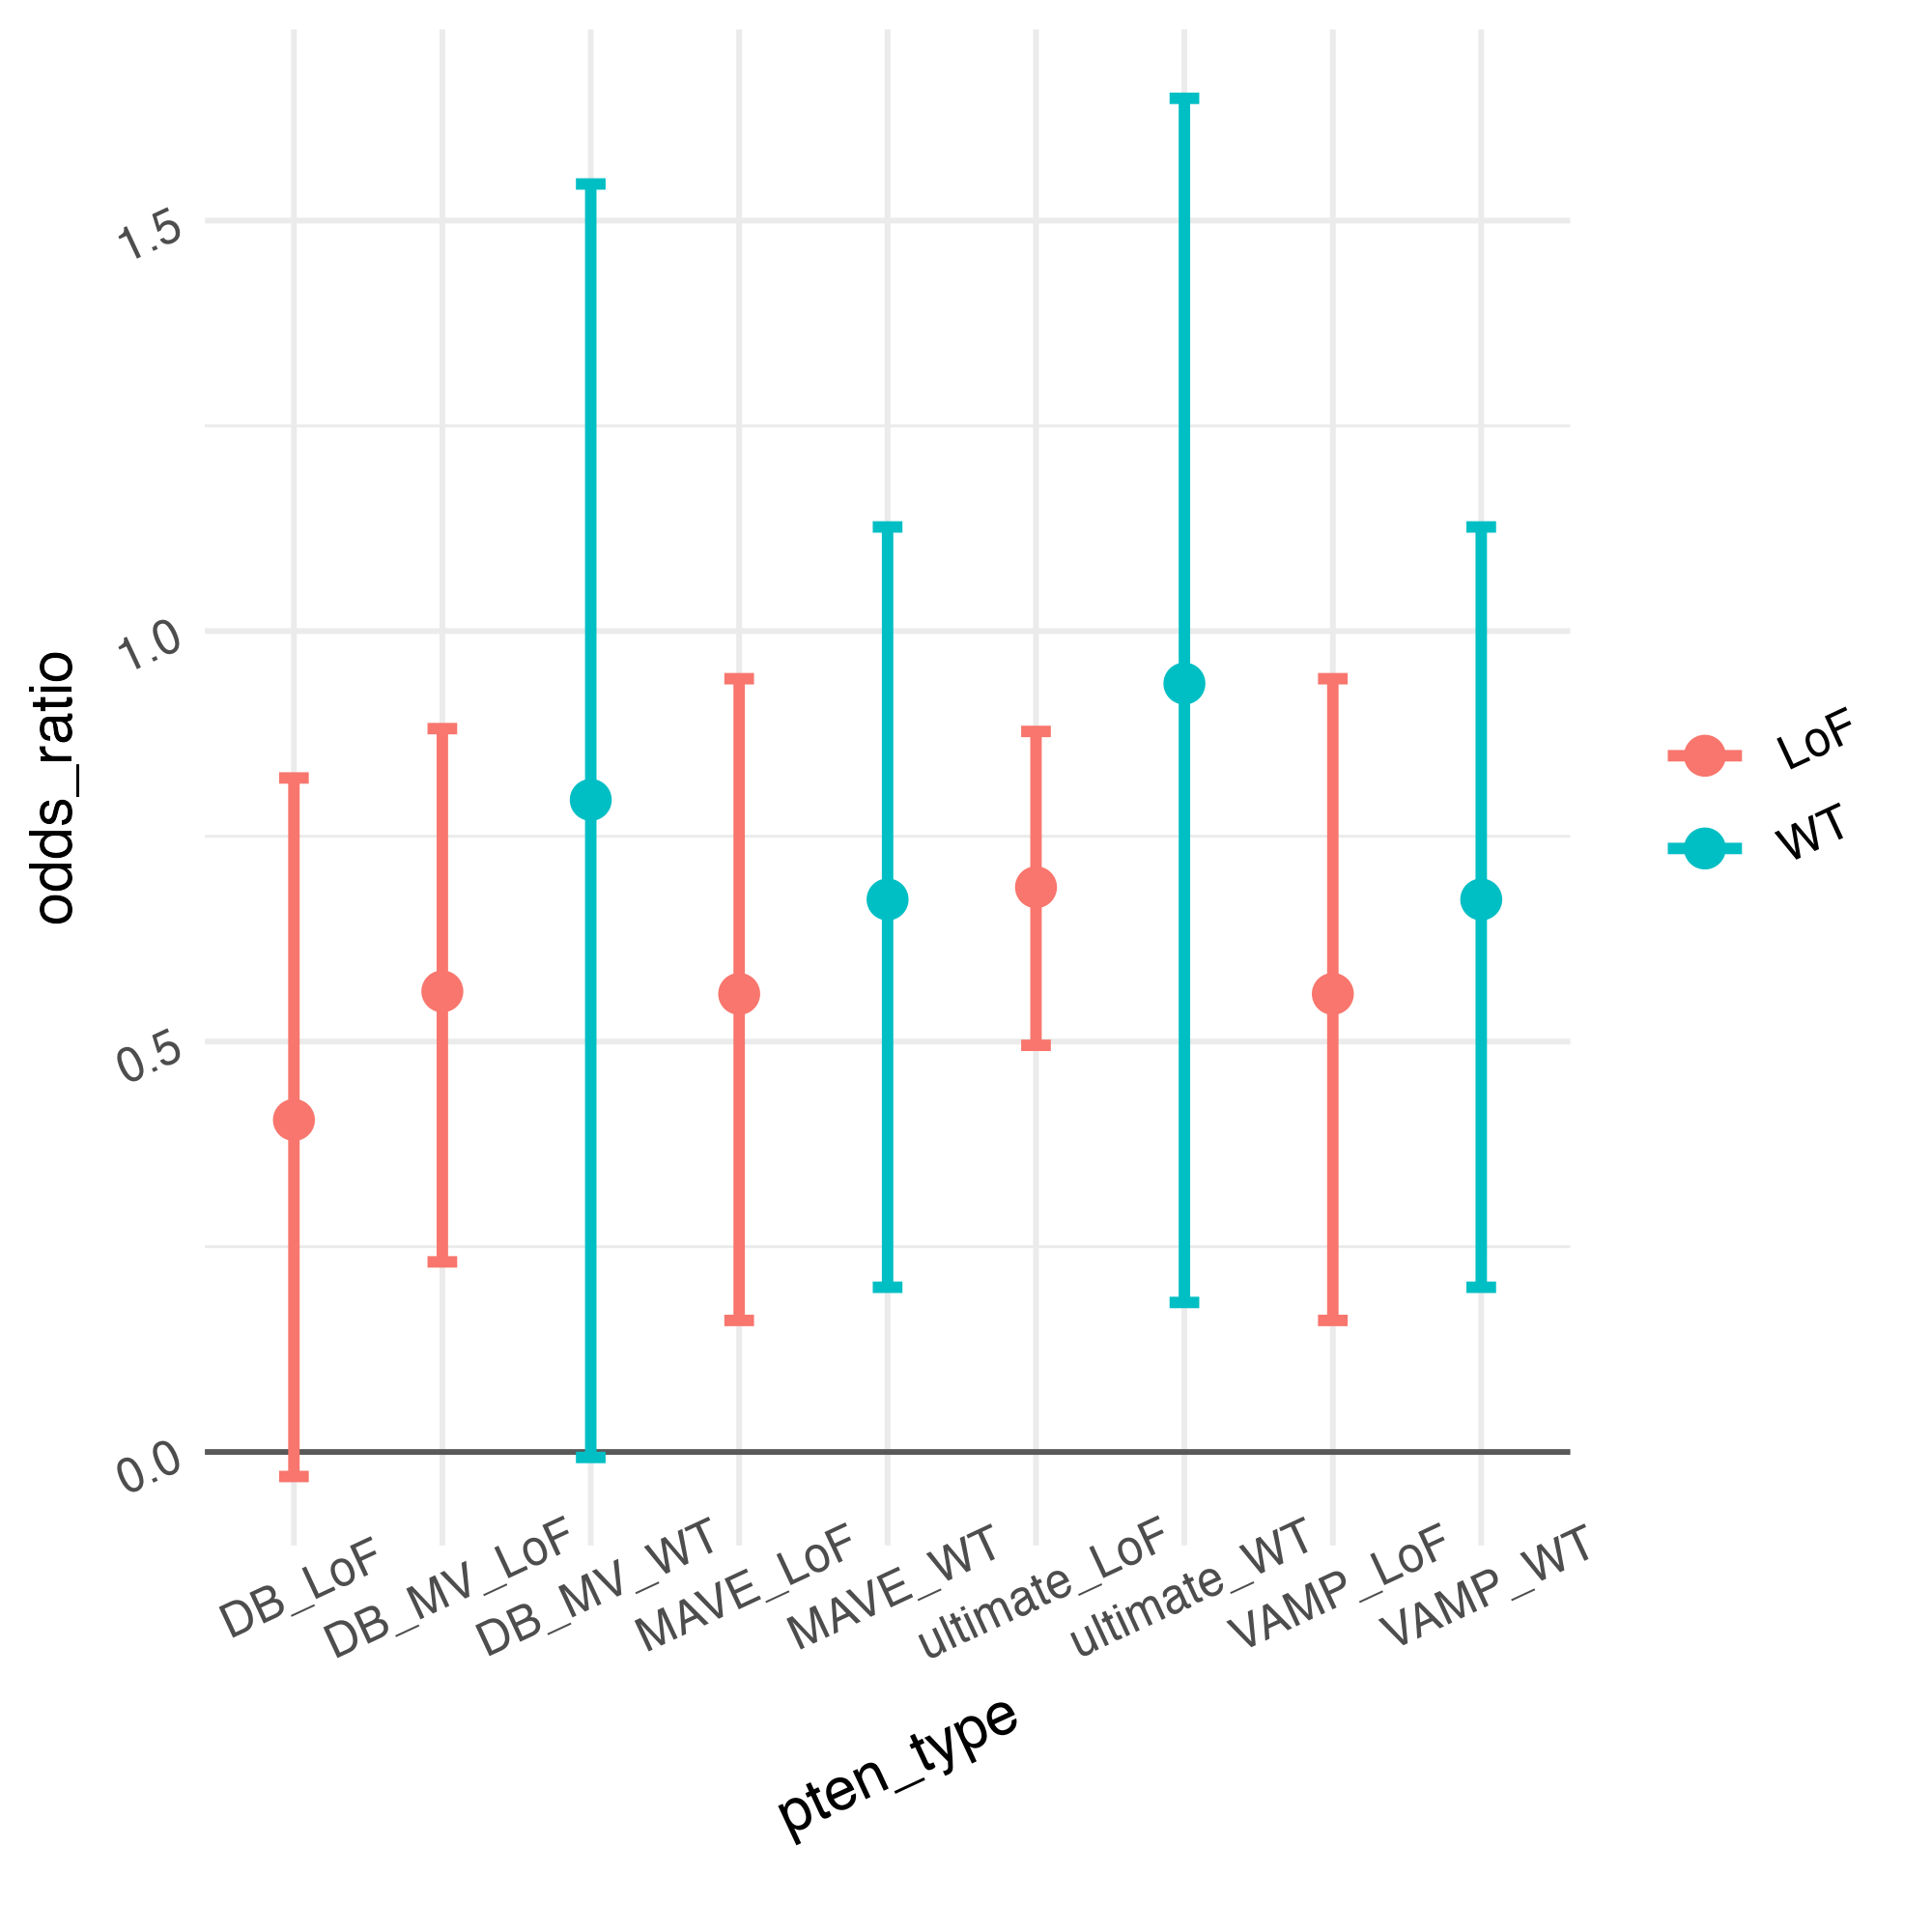 odds_ratio
1.5
1.0
0.5
0.0
DB_LoF
DB_MV_LoF
DB_MV_WT
MAVE_LoF
MAVE_WT
ultimate_LoF
ultimate_WT
VAMP_LoF
VAMP_WT
pten_type
LoF
WT